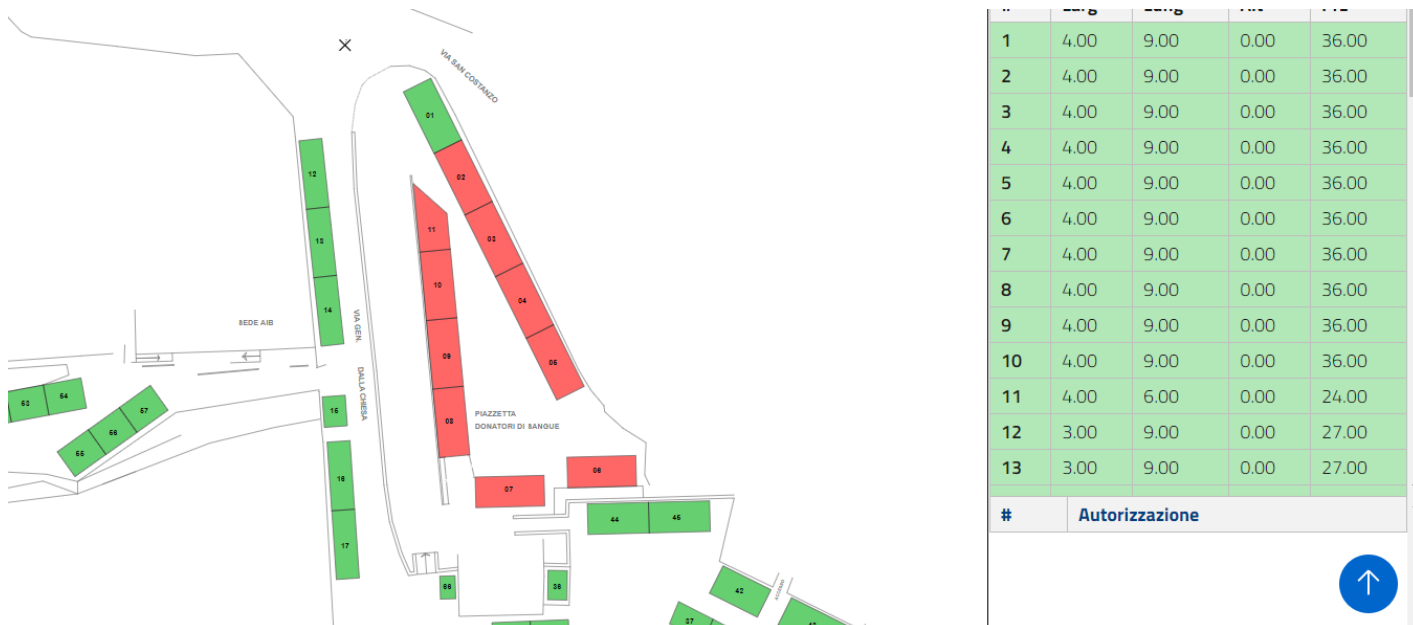 VIA SAN COSTANZO
01
02
03
04
05
12
13
14
11
10
09
08
SEDE AIB
VIA GEN.
DALLA CHIESA
PIAZZETTA
DONATORI DI SANGUE
53
54
57
56
55
15
16
17
07
06
44
45
42
ACCESSO
37
# Autorizzazione
1 4.00 9.00 0.00 36.00
2 4.00 9.00 0.00 36.00
3 4.00 9.00 0.00 36.00
4 4.00 9.00 0.00 36.00
5 4.00 9.00 0.00 36.00
6 4.00 9.00 0.00 36.00
7 4.00 9.00 0.00 36.00
8 4.00 9.00 0.00 36.00
9 4.00 9.00 0.00 36.00
10 4.00 9.00 0.00 36.00
11 4.00 6.00 0.00 24.00
12 3.00 9.00 0.00 27.00
13 3.00 9.00 0.00 27.00